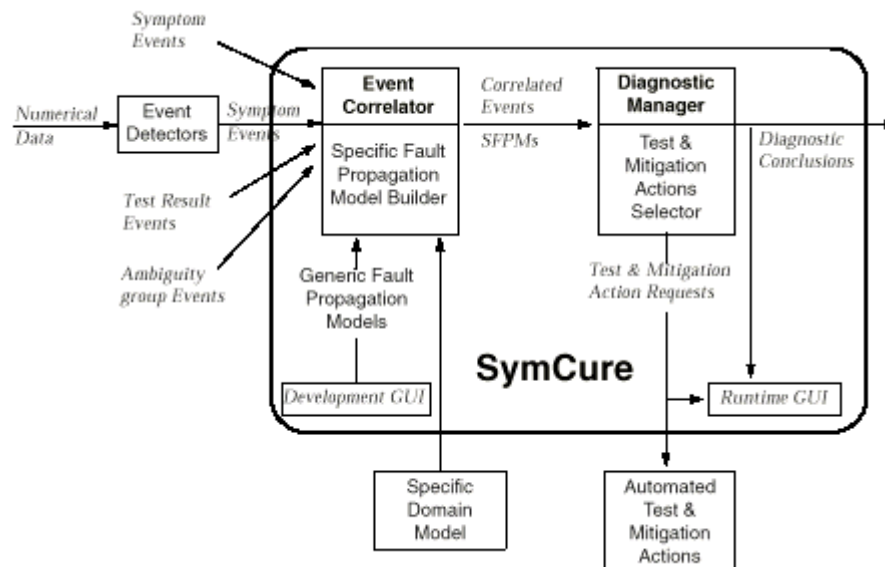 Symptom
Events
Numerical
Data
Event
Detectors
Symptom
Events
Event
Correlator
Specific Fault
Propagation
Model Builder
Correlated
Events
SFPMs
Diagnostic
Manager
Test &
Mitigation
Actions
Selector
Diagnostic
Conclusions
Test Result
Events
Ambiguity
group Events
Generic Fault
Propagation
Models
Test & Mitigation
Action Requests
SymCure
Development GUI
Runtime GUI
Specific
Domain
Model
Automated
Test &
Mitigation
Actions